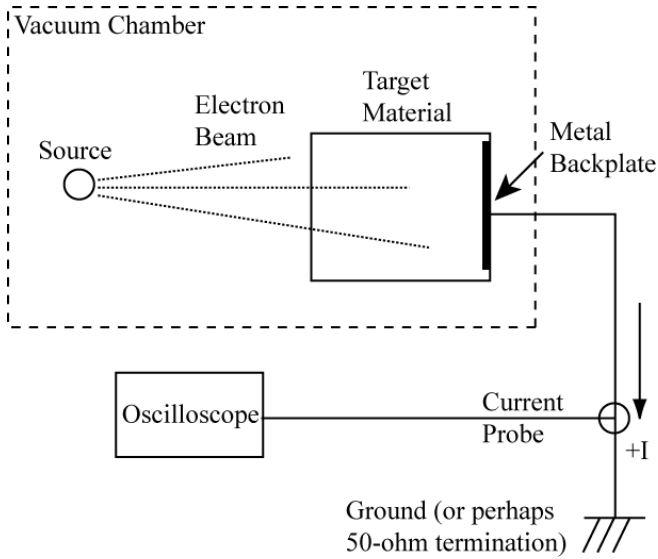 Vacuum Chamber
Target
Material
Electron
Beam
Metal
Backplate
Source
Oscilloscope
Current
Probe
+I
Ground (or perhaps
50-ohm termination)